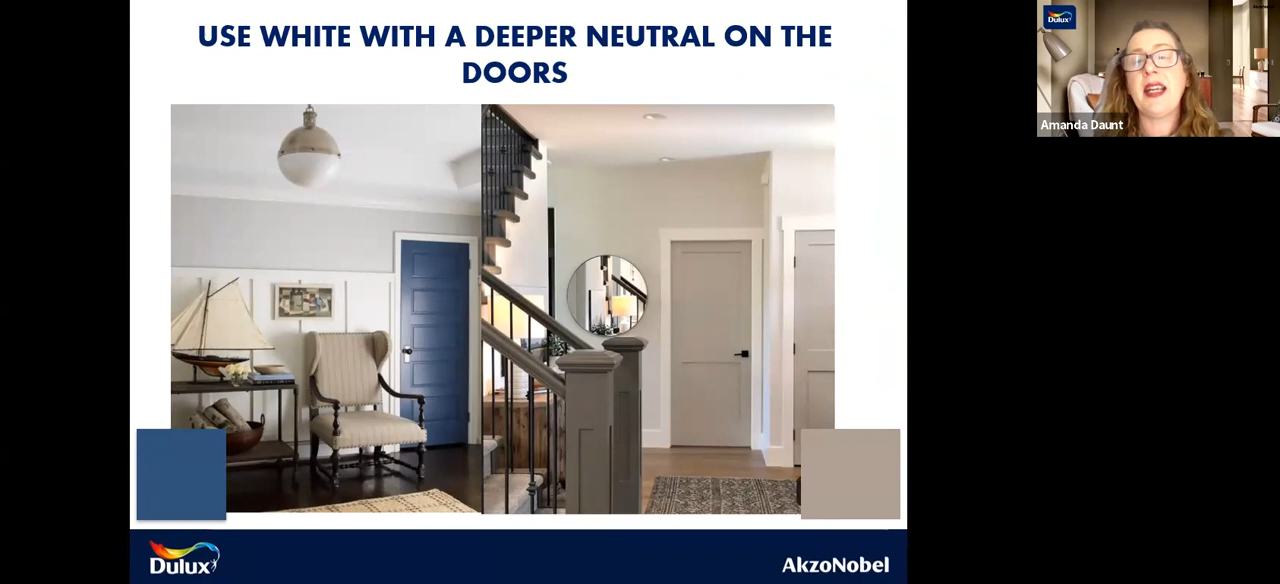 USE WHITE WITH A DEEPER NEUTRAL ON THE
DOORS
Dulux
Amanda Daunt
Dulux
AkzoNobel